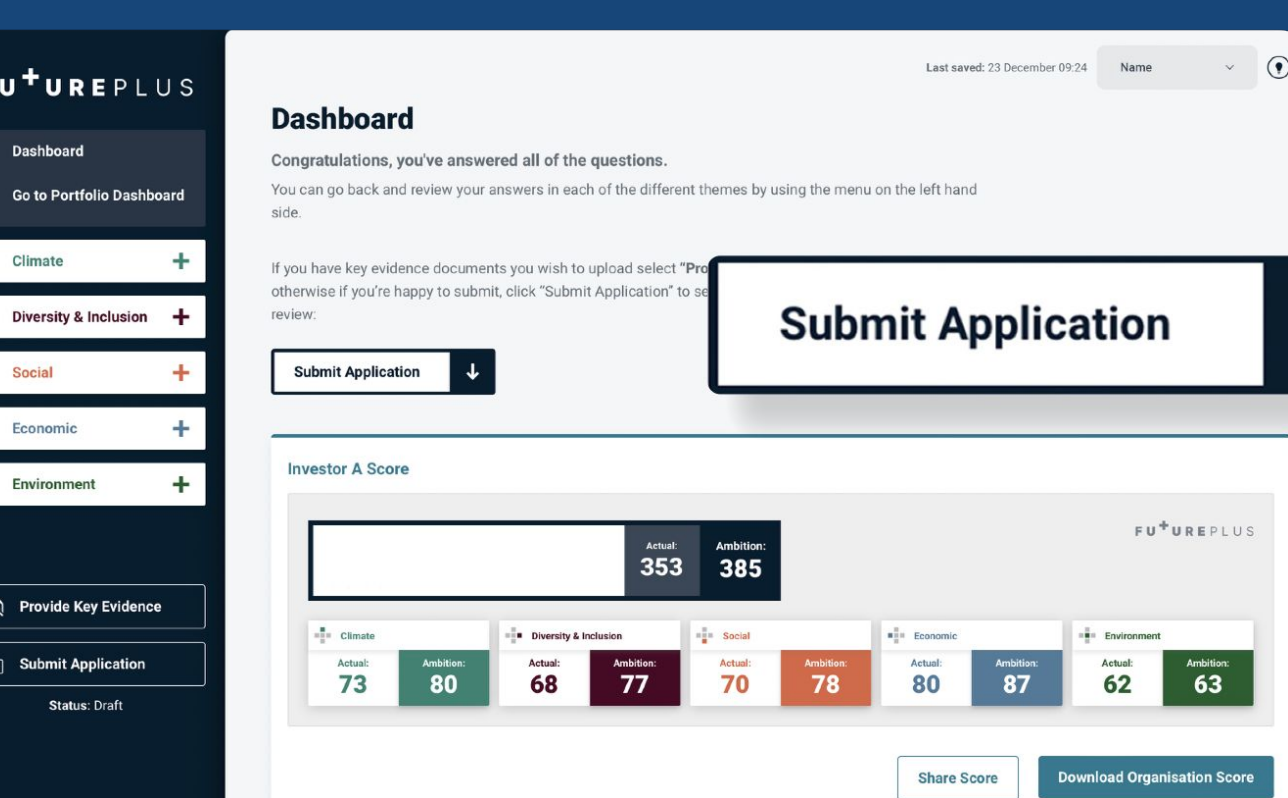 U+UREPLUS
Dashboard
Go to Portfolio Dashboard
Climate
Diversity & Inclusion
Social
Economic
Environment
Provide Key Evidence
Submit Application
Status: Draft
Last saved: 23 December 09:24
Name
Dashboard
Congratulations, you've answered all of the questions.
You can go back and review your answers in each of the different themes by using the menu on the left hand
side.
If you have key evidence documents you wish to upload select "Pro
otherwise if you're happy to submit, click "Submit Application" to se
review:
Submit Application
Submit Application
Investor A Score
Actual:
353
Ambition:
385
FU+UREPLUS
Climate
Actual:
73
Ambition:
80
Diversity & Inclusion
Actual:
68
Ambition:
77
Social
Actual:
70
Ambition:
78
Economic
Actual:
80
Ambition:
87
Environment
Actual:
62
Ambition:
63
Share Score
Download Organisation Score